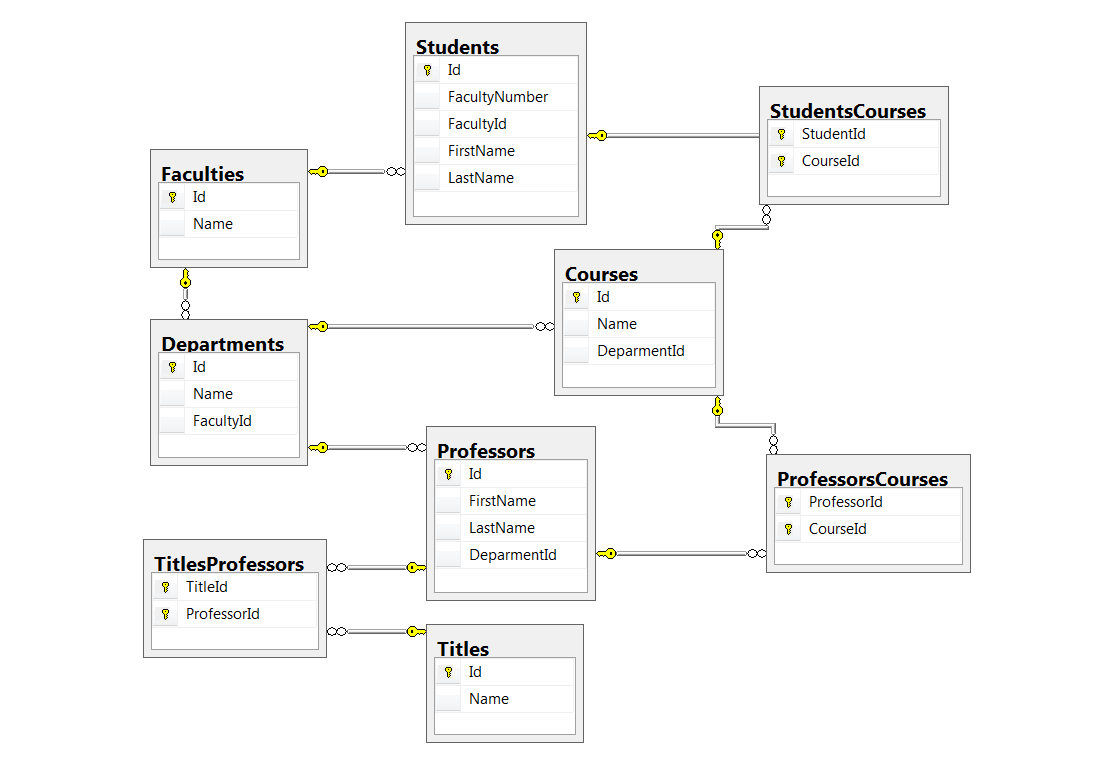 Students
Id
FacultyNumber
FacultyId
FirstName
LastName
StudentsCourses
StudentId
CourseId
Faculties
Id
Name
Courses
Id
Name
DeparmentId
Departments
Id
Name
FacultyId
Professors
Id
FirstName
LastName
DeparmentId
ProfessorsCourses
ProfessorId
CourseId
TitlesProfessors
TitleId
ProfessorId
Titles
Id
Name